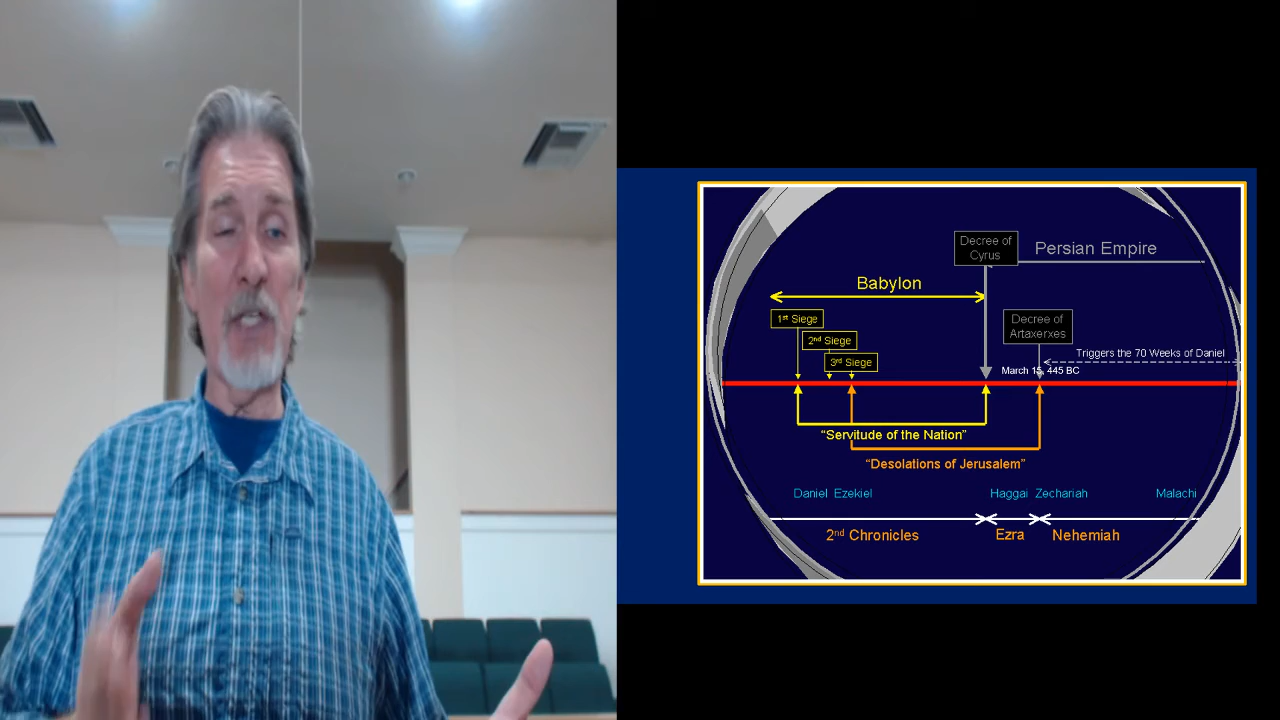 Decree of
Cyrus
Persian Empire
Babylon
1st Siege
2nd Siege
3rd Siege
Decree of
Artaxerxes
Triggers the 70 Weeks of Daniel
March 15, 445 BC
“Servitude of the Nation”
“Desolations of Jerusalem”
Daniel Ezekiel
Haggai Zechariah
Malachi
2nd Chronicles
Ezra
Nehemiah